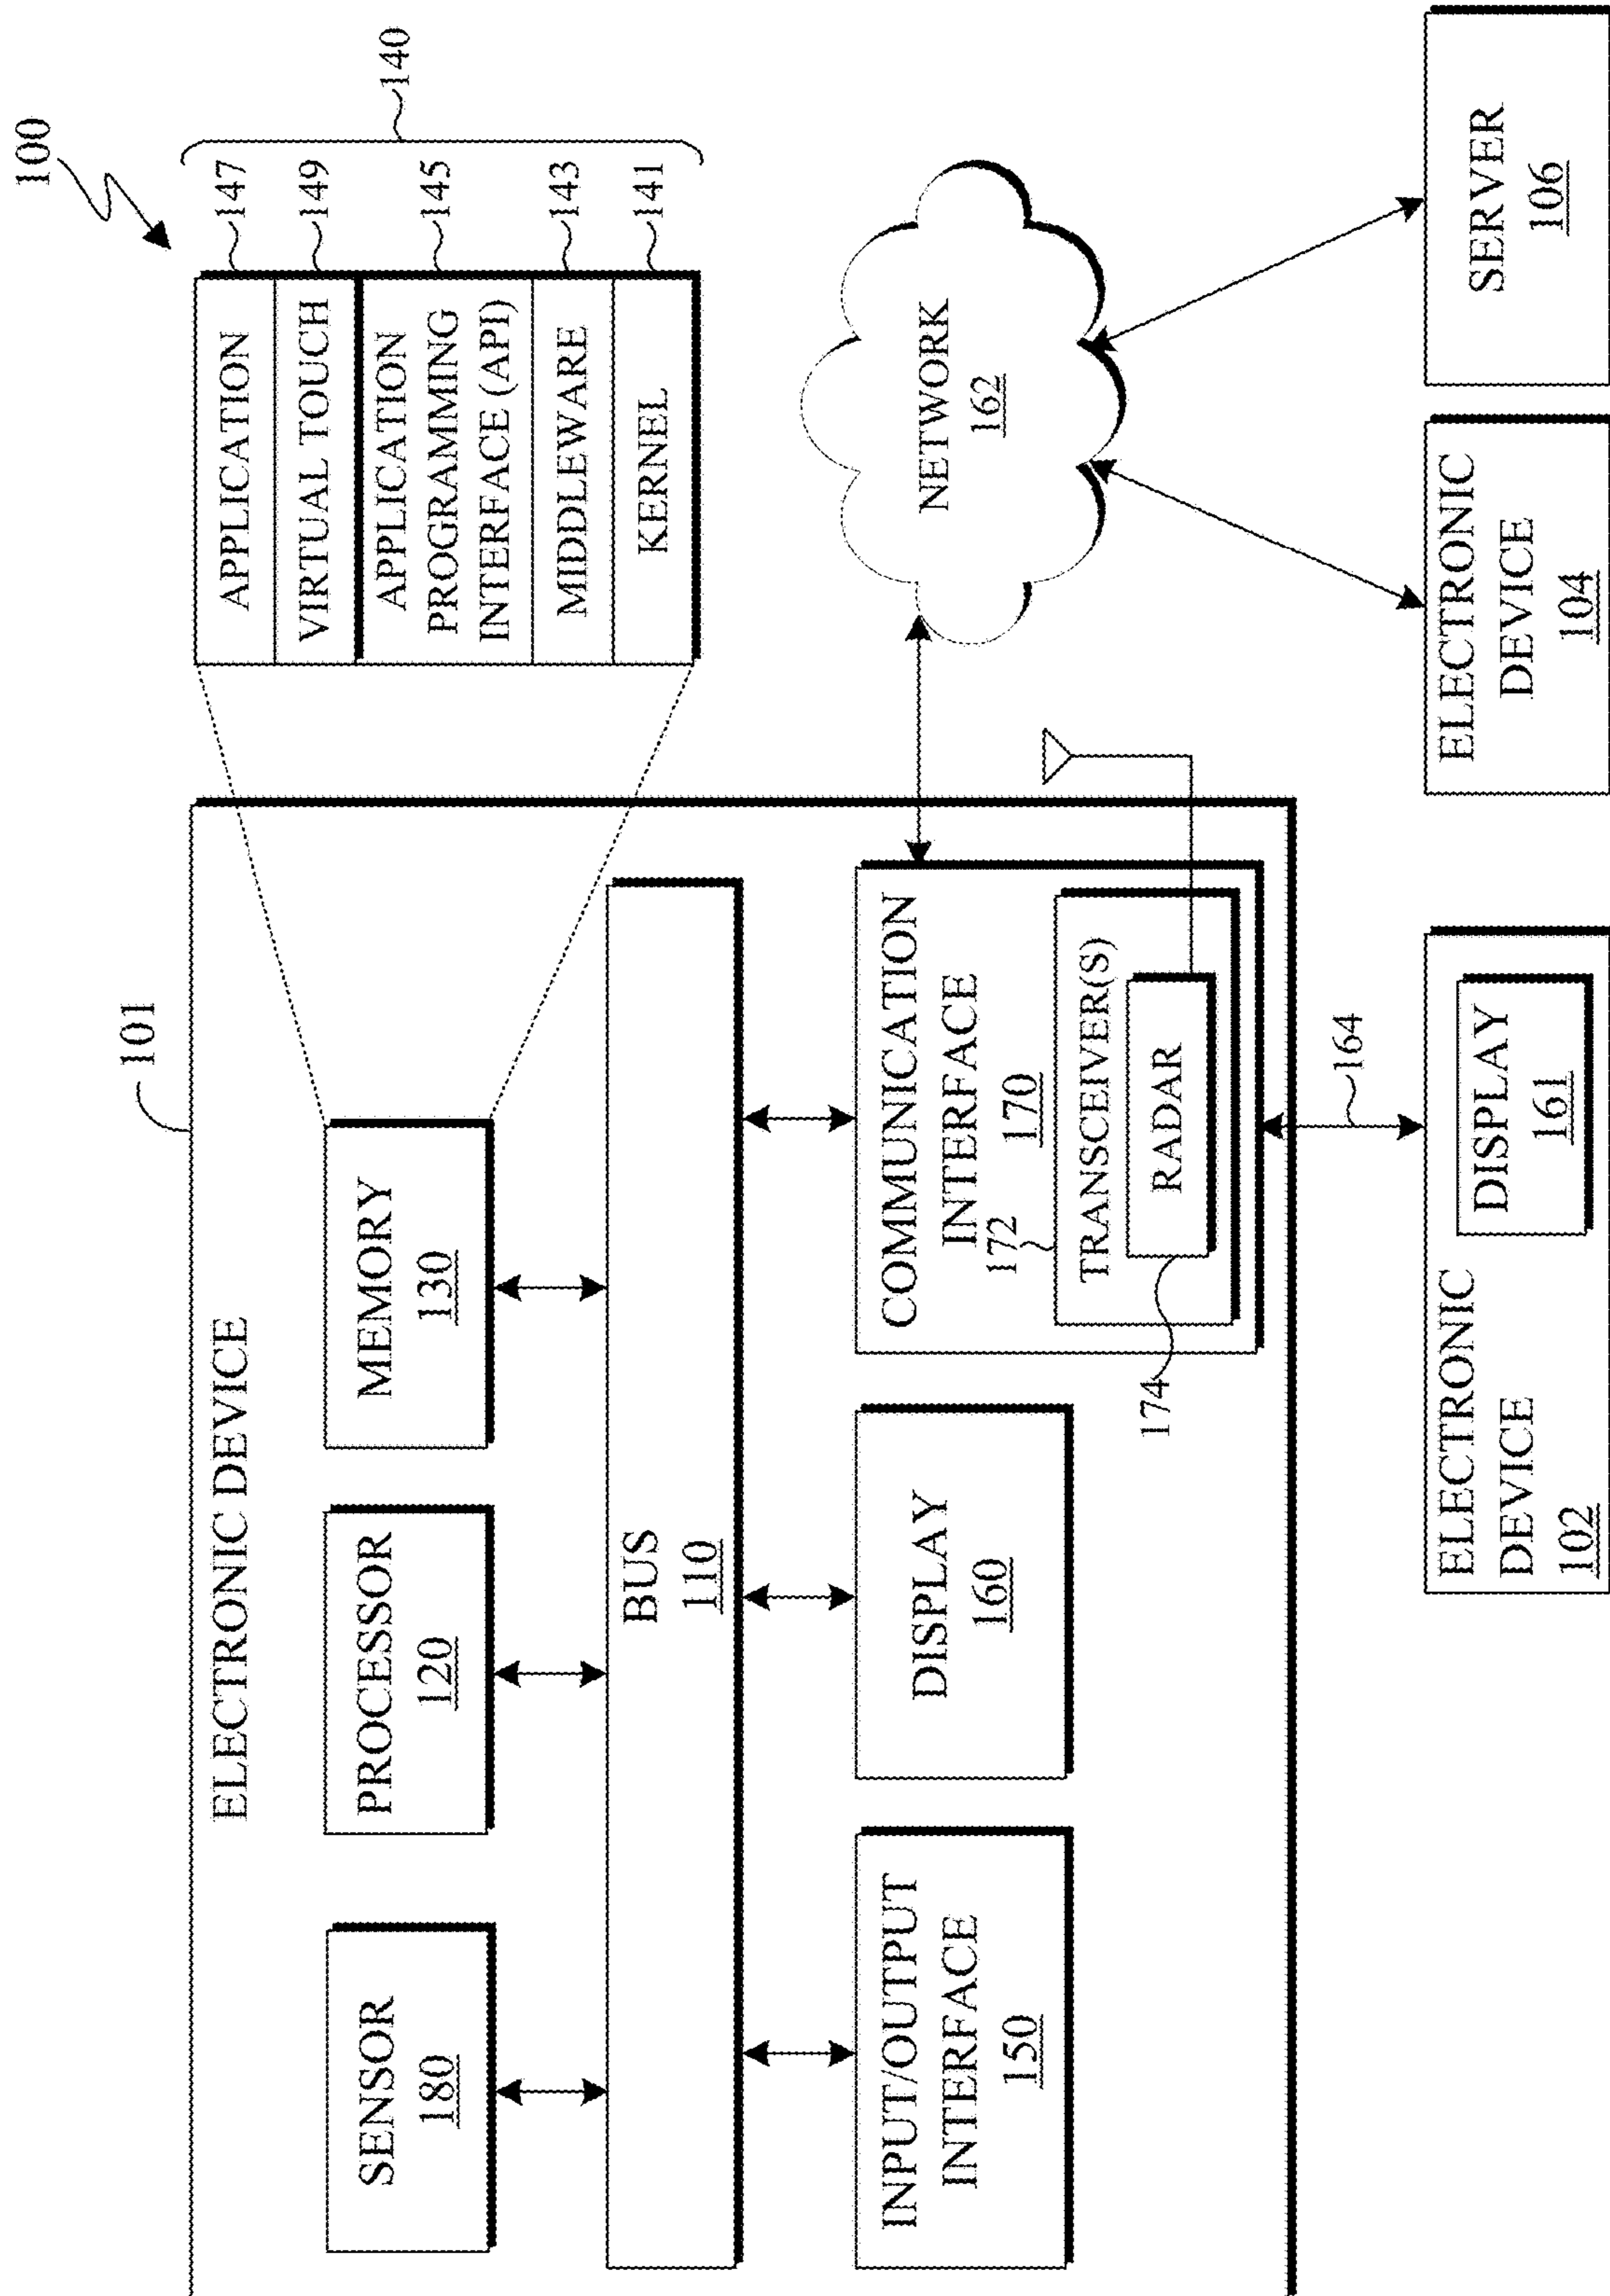 100
101
ELECTRONIC DEVICE
SENSOR
180
PROCESSOR
120
MEMORY
130
APPLICATION
147
VIRTUAL TOUCH
149
APPLICATION
PROGRAMMING
INTERFACE (API)
145
MIDDLEWARE
143
KERNEL
141
140
BUS
110
INPUT/OUTPUT
INTERFACE
150
DISPLAY
160
COMMUNICATION
INTERFACE
170
172
TRANSCEIVER(S)
RADAR
174
NETWORK
162
164
ELECTRONIC
DEVICE
102
DISPLAY
161
ELECTRONIC
DEVICE
104
SERVER
106